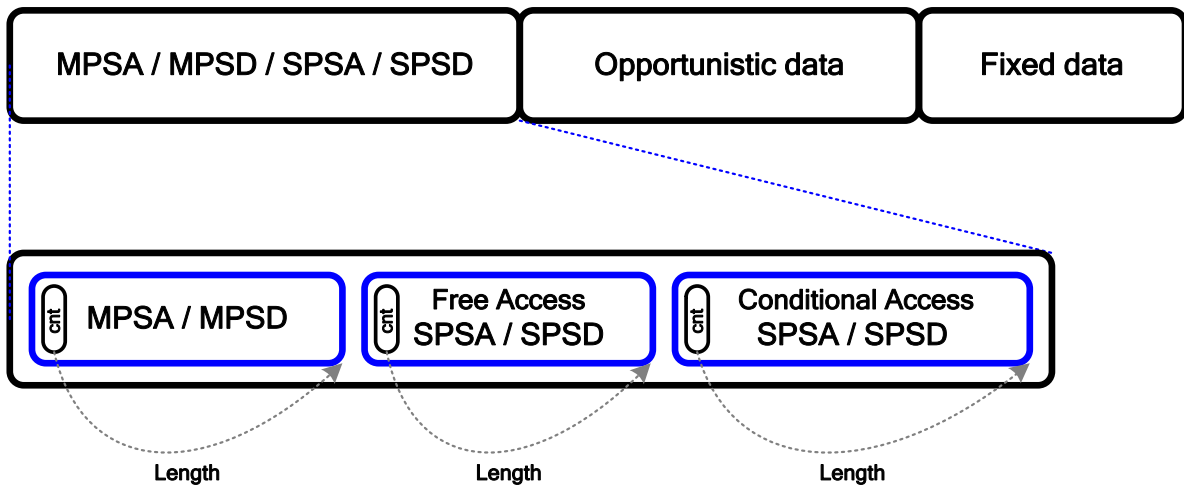 MPSA / MPSD / SPSA / SPSD
Opportunistic data
Fixed data
cnt
MPSA / MPSD
cnt
Free Access
SPSA / SPSD
cnt
Conditional Access
SPSA / SPSD
Length
Length
Length